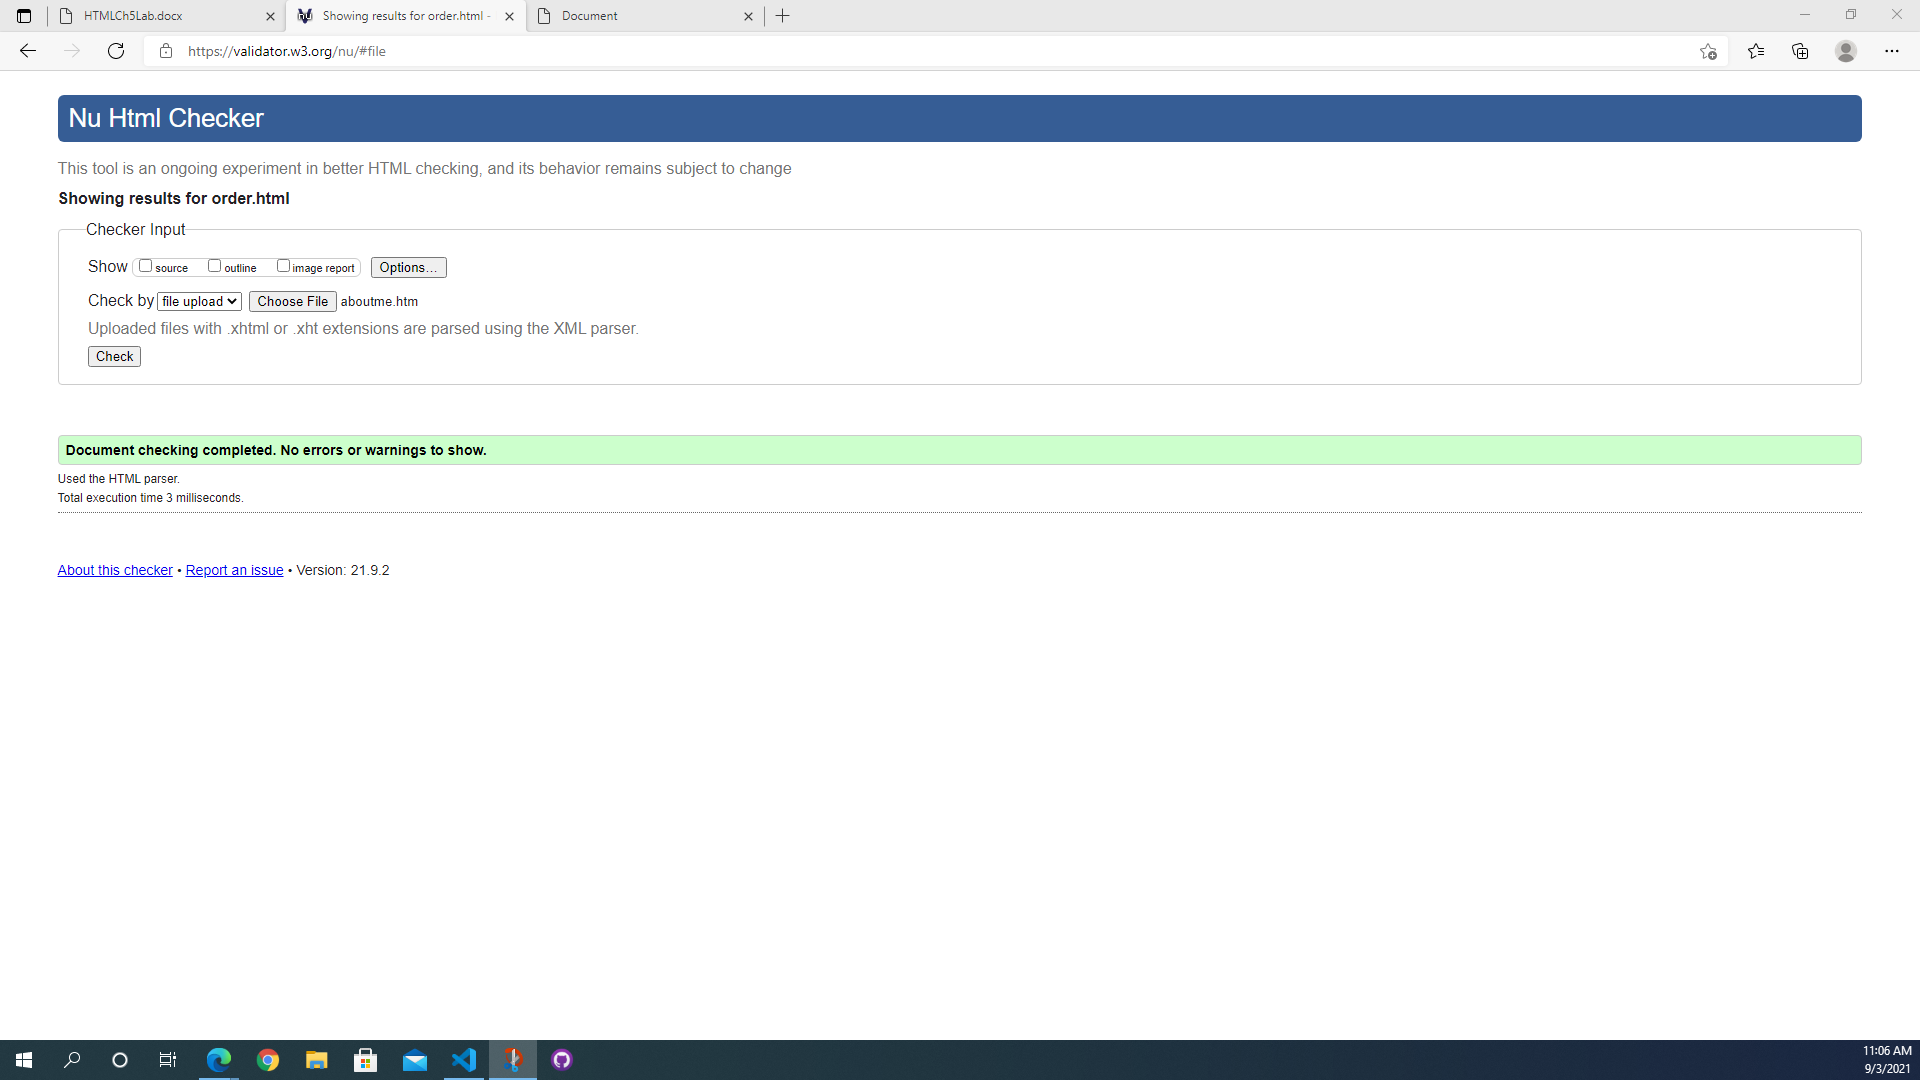 HTMLCh5Lab.docx
Showing results for order.html -
Document
https://validator.w3.org/nu/#file
Nu Html Checker
This tool is an ongoing experiment in better HTML checking, and its behavior remains subject to change
Showing results for order.html
Checker Input
Show source outline image report Options...
Check by file upload Choose File aboutme.htm
Uploaded files with .xhtml or .xht extensions are parsed using the XML parser.
Check
Document checking completed. No errors or warnings to show.
Used the HTML parser.
Total execution time 3 milliseconds.
About this checker • Report an issue • Version: 21.9.2
11:06 AM
9/3/2021